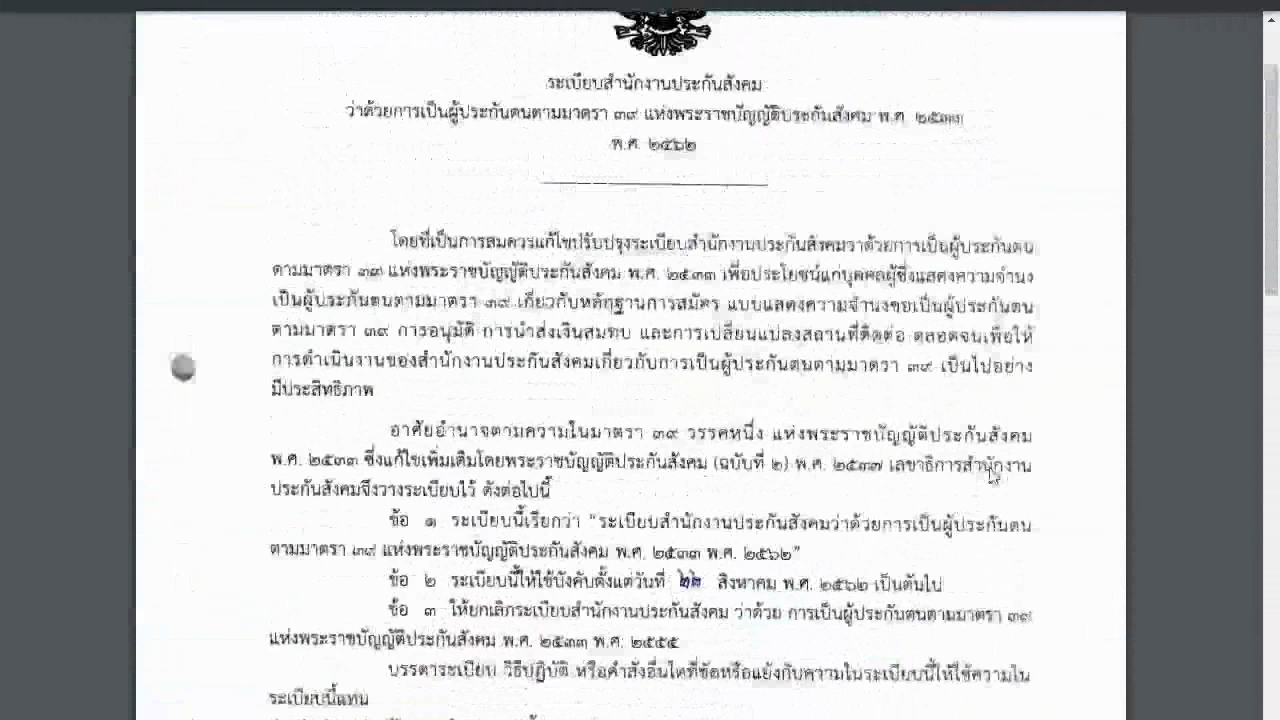 ระเบียบสำนักงานประกันสังคม
ว่าด้วยการเป็นผู้ประกันตนตามมาตรา ๓๙ แห่งพระราชบัญญัติประกันสังคม พ.ศ. ๒๕๓๓
พ.ศ. ๒๕๖๒
โดยที่เป็นการสมควรแก้ไขปรับปรุงระเบียบสำนักงานประกันสังคมว่าด้วยการเป็นผู้ประกันตน
ตามมาตรา ๓๙ แห่งพระราชบัญญัติประกันสังคม พ.ศ. ๒๕๓๓ เพื่อประโยชน์แก่บุคคลผู้ซึ่งแสดงความจำนง
เป็นผู้ประกันตนตามมาตรา ๓๙ เกี่ยวกับหลักฐานการสมัคร แบบแสดงความจำนงขอเป็นผู้ประกันตน
ตามมาตรา ๓๙ การอนุมัติ การนำส่งเงินสมทบ และการเปลี่ยนแปลงสถานที่ติดต่อ ตลอดจนเพื่อให้
การดำเนินงานของสำนักงานประกันสังคมเกี่ยวกับการเป็นผู้ประกันตนตามมาตรา ๓๙ เป็นไปอย่าง
มีประสิทธิภาพ
อาศัยอำนาจตามความในมาตรา ๓๙ วรรคหนึ่ง แห่งพระราชบัญญัติประกันสังคม
พ.ศ. ๒๕๓๓ ซึ่งแก้ไขเพิ่มเติมโดยพระราชบัญญัติประกันสังคม (ฉบับที่ ๒) พ.ศ. ๒๕๓๗ เลขาธิการสำนักงาน
ประกันสังคมจึงวางระเบียบไว้ ดังต่อไปนี้
ข้อ ๑ ระเบียบนี้เรียกว่า “ระเบียบสำนักงานประกันสังคมว่าด้วยการเป็นผู้ประกันตน
ตามมาตรา ๓๙ แห่งพระราชบัญญัติประกันสังคม พ.ศ. ๒๕๓๓ พ.ศ. ๒๕๖๒”
ข้อ ๒ ระเบียบนี้ให้ใช้บังคับตั้งแต่วันที่ สิงหาคม พ.ศ. ๒๕๖๒ เป็นต้นไป
ข้อ ๓ ให้ยกเลิกระเบียบสำนักงานประกันสังคม ว่าด้วย การเป็นผู้ประกันตนตามมาตรา ๓๙
แห่งพระราชบัญญัติประกันสังคม พ.ศ. ๒๕๓๓ พ.ศ. ๒๕๕๕
บรรดาระเบียบ วิธีปฏิบัติ หรือคำสั่งอื่นใดที่ขัดหรือแย้งกับความในระเบียบนี้ให้ใช้ความใน
ระเบียบนี้แทน